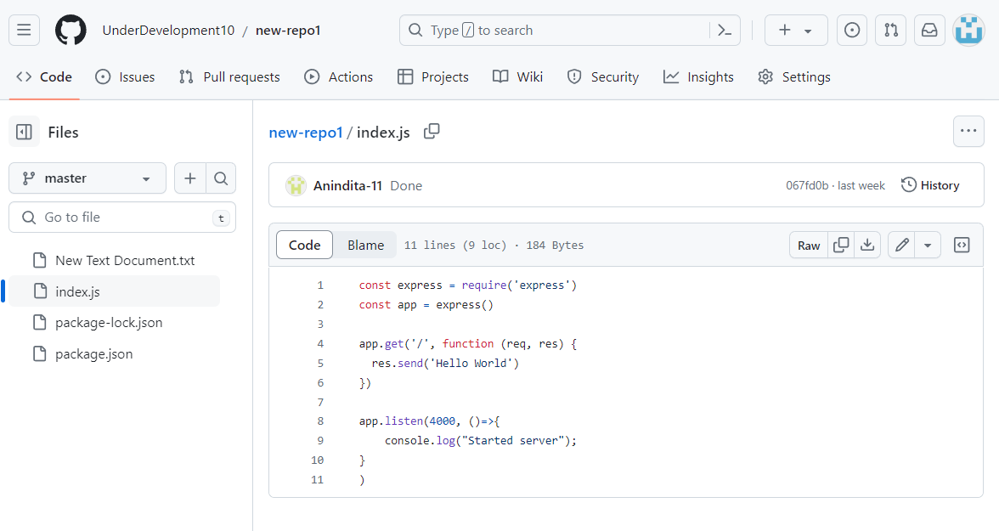 UnderDevelopment10 / new-repo1
Type / to search
Code Issues Pull requests Actions Projects Wiki Security Insights Settings
Files
master
Go to file t
New Text Document.txt
index.js
package-lock.json
package.json
new-repo1 / index.js
Anindita-11 Done 067fd0b · last week History
Code Blame 11 lines (9 loc) · 184 Bytes Raw
1 const express = require('express')
2 const app = express()
3
4 app.get('/', function (req, res) {
5   res.send('Hello World')
6 })
7
8 app.listen(4000, ()=>{
9     console.log("Started server");
10 }
11 )